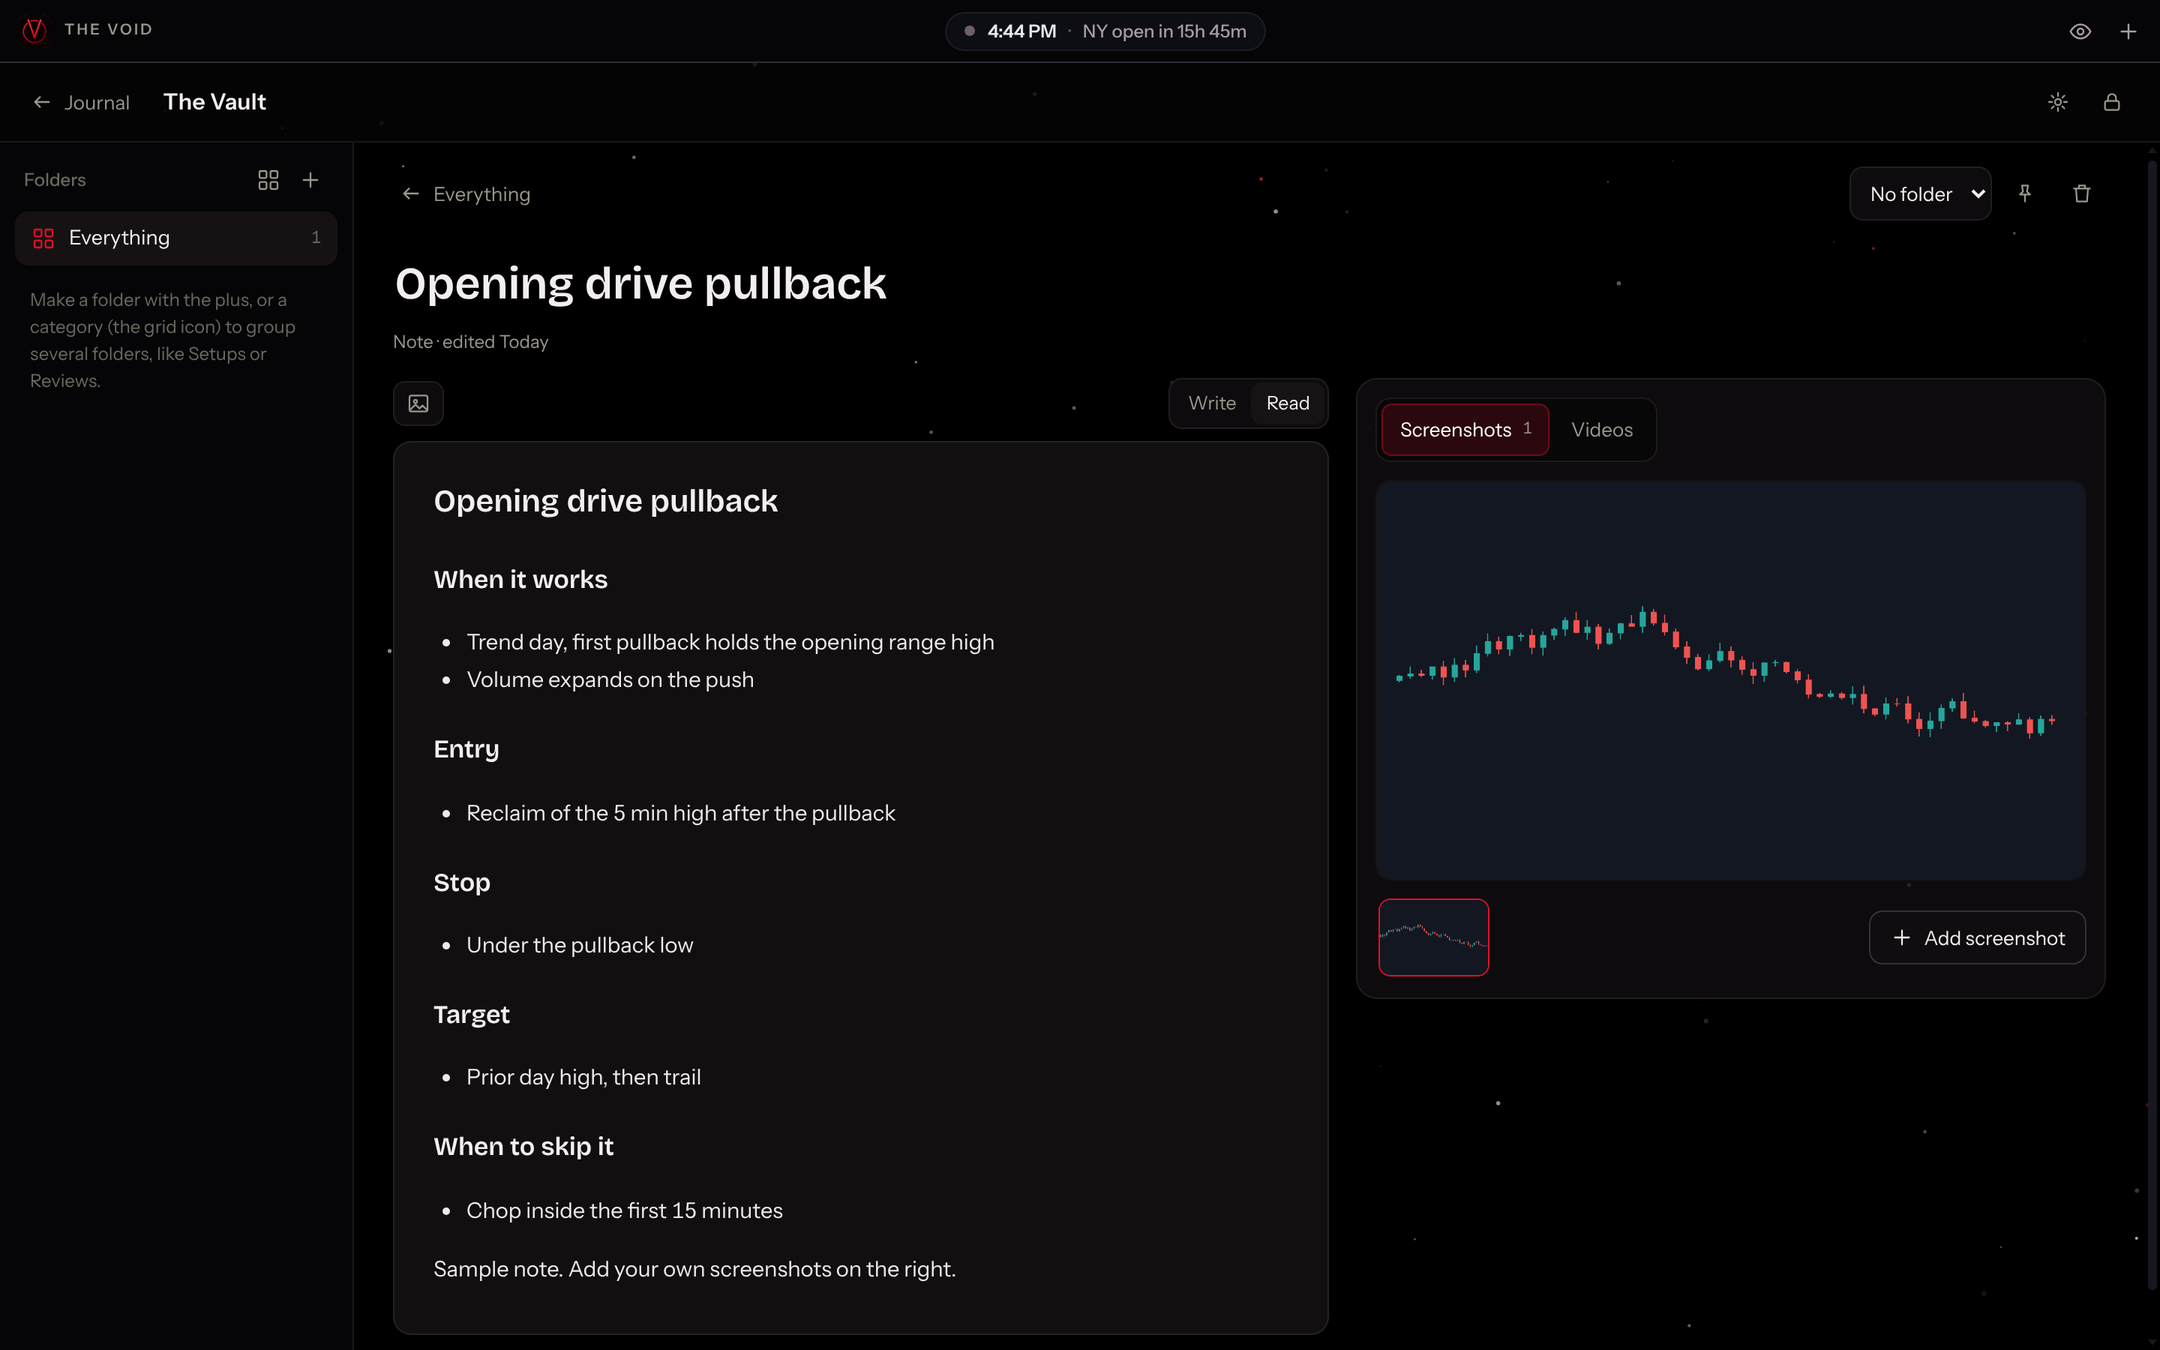 THE VOID
4:44 PM · NY open in 15h 45m
Journal
The Vault
Folders
Everything 1
Make a folder with the plus, or a
category (the grid icon) to group
several folders, like Setups or
Reviews.
Everything
No folder
Opening drive pullback
Note · edited Today
Write Read
Opening drive pullback
When it works
• Trend day, first pullback holds the opening range high
• Volume expands on the push
Entry
• Reclaim of the 5 min high after the pullback
Stop
• Under the pullback low
Target
• Prior day high, then trail
When to skip it
• Chop inside the first 15 minutes
Sample note. Add your own screenshots on the right.
Screenshots 1 Videos
Add screenshot